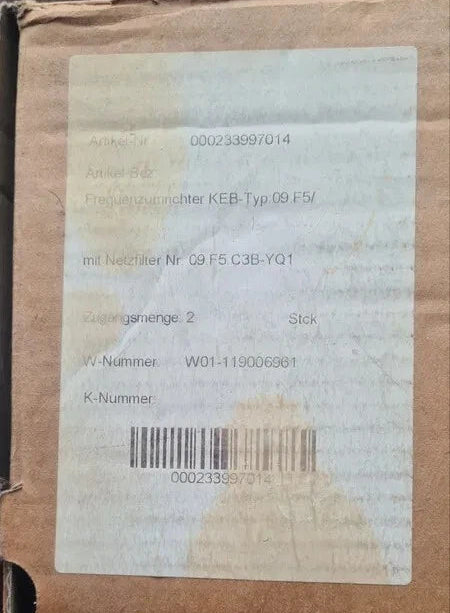 Artikel-Nr. 000233997014
Artikel-Bez:
Frequenzumrichter KEB-Typ:09.F5/
mit Netzfilter Nr. 09.F5.C3B-YQ1
Zugangsmenge: 2 Stck
W-Nummer: W01-119006961
K-Nummer:
000233997014